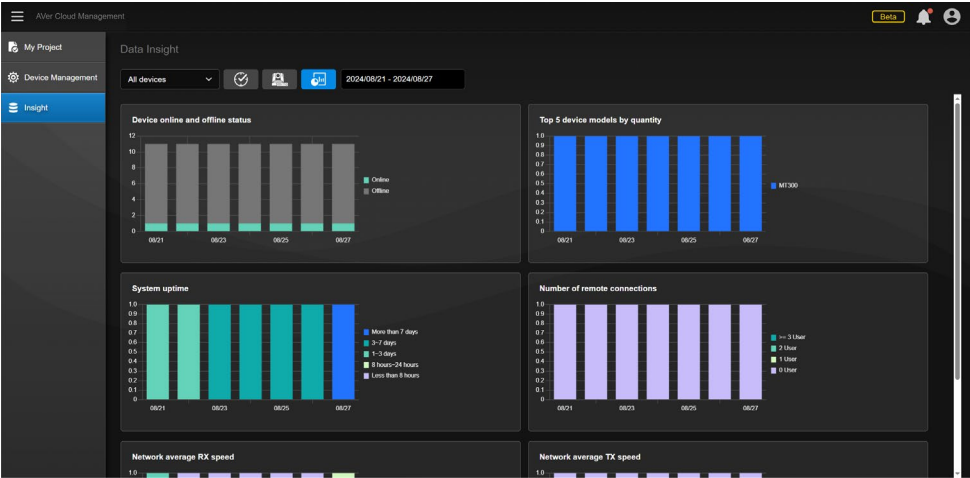 AVer Cloud Management
Beta
My Project
Device Management
Insight
Data Insight
All devices
2024/08/21 - 2024/08/27
Device online and offline status
12
10
8
6
4
2
0
08/21 08/23 08/25 08/27
Online
Offline
Top 5 device models by quantity
1.0
0.9
0.8
0.7
0.6
0.5
0.4
0.3
0.2
0.1
0
08/21 08/23 08/25 08/27
MT300
System uptime
1.0
0.9
0.8
0.7
0.6
0.5
0.4
0.3
0.2
0.1
0
08/21 08/23 08/25 08/27
More than 7 days
3~7 days
1~3 days
8 hours~24 hours
Less than 8 hours
Number of remote connections
1.0
0.9
0.8
0.7
0.6
0.5
0.4
0.3
0.2
0.1
0
08/21 08/23 08/25 08/27
>= 3 User
2 User
1 User
0 User
Network average RX speed
1.0
Network average TX speed
1.0